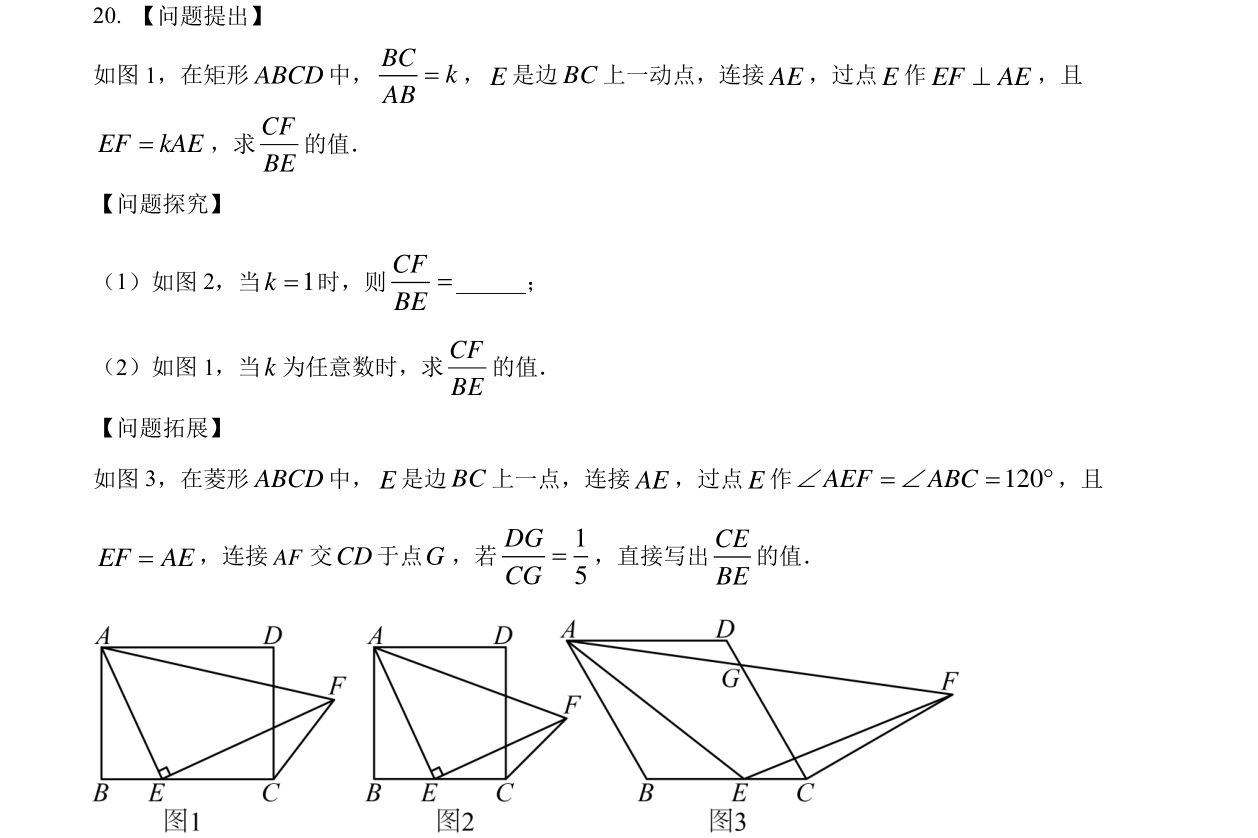 20. 【问题提出】
如图 1，在矩形 ABCD 中， BC/AB = k ， E 是边 BC 上一动点，连接 AE ，过点 E 作 EF ⊥ AE ，且
EF = kAE ，求 CF/BE 的值．
【问题探究】
（1）如图 2，当 k = 1 时，则 CF/BE = ______；
（2）如图 1，当 k 为任意数时，求 CF/BE 的值．
【问题拓展】
如图 3，在菱形 ABCD 中， E 是边 BC 上一点，连接 AE ，过点 E 作 ∠AEF = ∠ABC = 120° ，且
EF = AE ，连接 AF 交 CD 于点 G ，若 DG/CG = 1/5 ，直接写出 CE/BE 的值．
A D F B E C
图1
A D F B E C
图2
A D G F B E C
图3